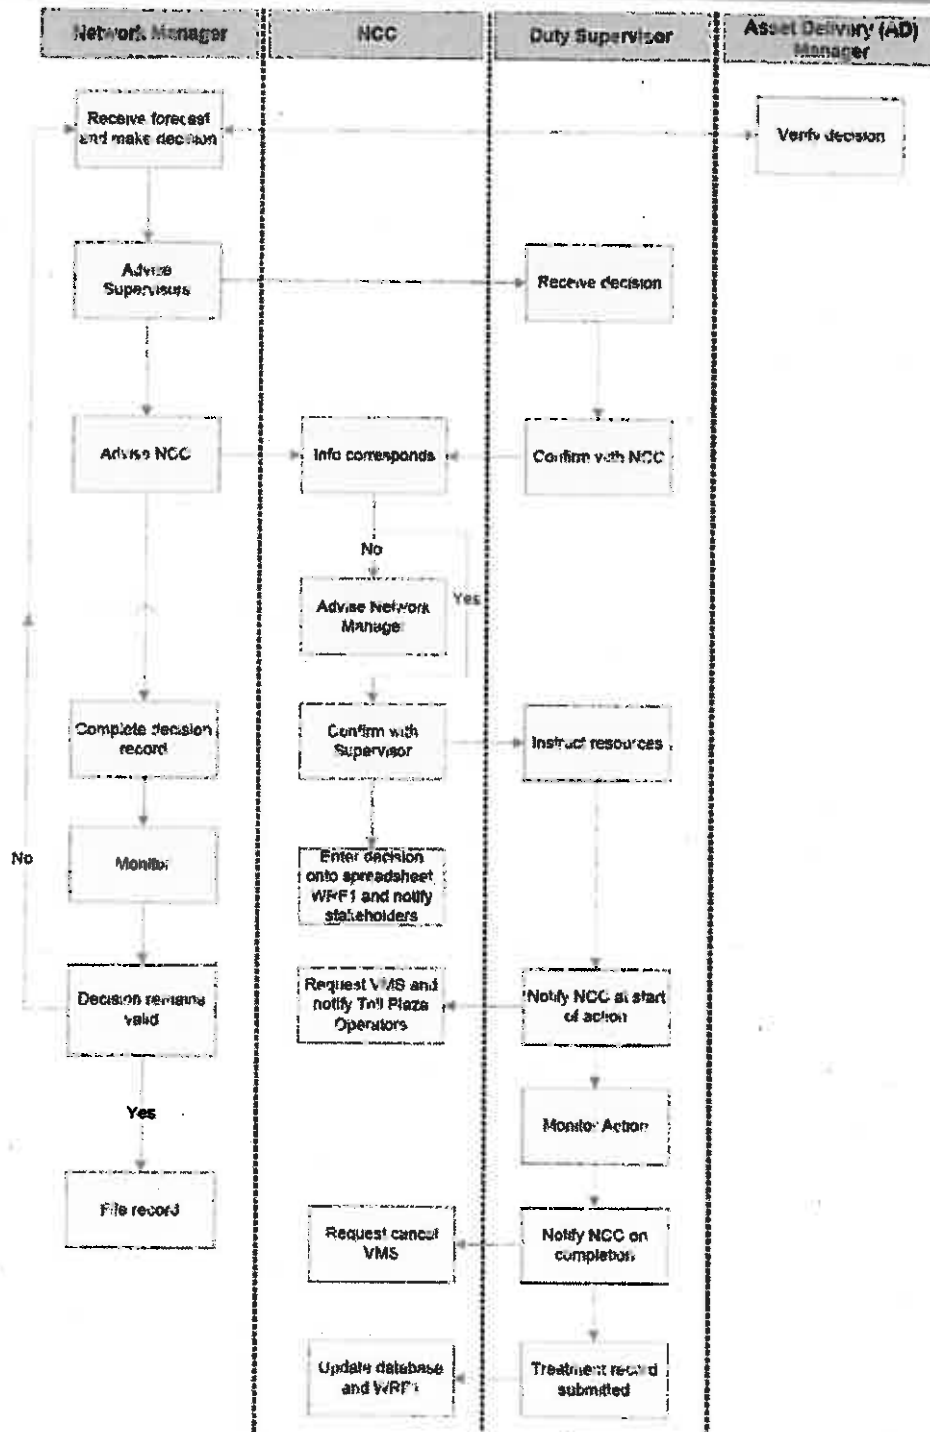 Network Manager
NCC
Duty Supervisor
Asset Delivery (AD)
Manager
Receive forecast
and make decision
Verify decision
Advise
Supervisors
Receive decision
Advise NCC
Info corresponds
Confirm with NCC
No
Advise Network
Manager
Yes
Complete decision
record
Confirm with
Supervisor
Instruct resources
No
Monitor
Enter decision
onto spreadsheet
WRF1 and notify
stakeholders
Decision remains
valid
Request VMS and
notify Toll Plaza
Operators
Notify NCC at start
of action
Yes
Monitor Action
File record
Request cancel
VMS
Notify NCC on
completion
Update database
and WRF1
Treatment record
submitted